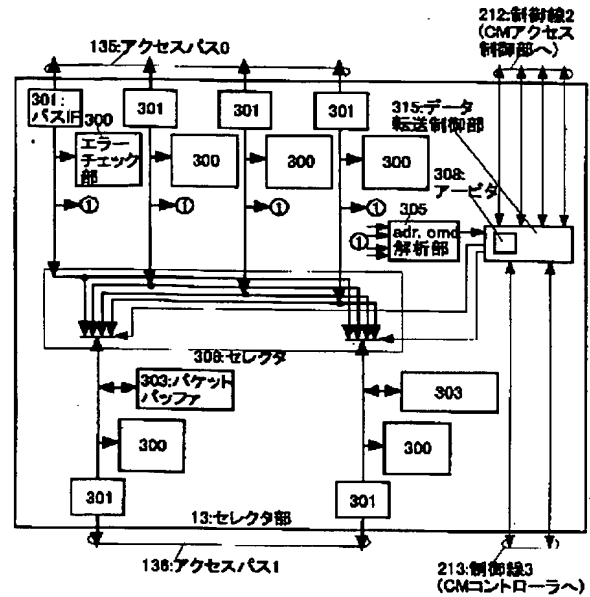 212:制御線2
(CMアクセス
制御部へ)
135:アクセスパス0
301:
パスIF
300
エラー
チェック
部
301
301
301
300
300
300
315:データ
転送制御部
308:
アービタ
①
①
①
①
305
adr, cmd
解析部
①
306:セレクタ
303:パケット
バッファ
303
300
300
301
301
13:セレクタ部
136:アクセスパス1
213:制御線3
(CMコントローラへ)